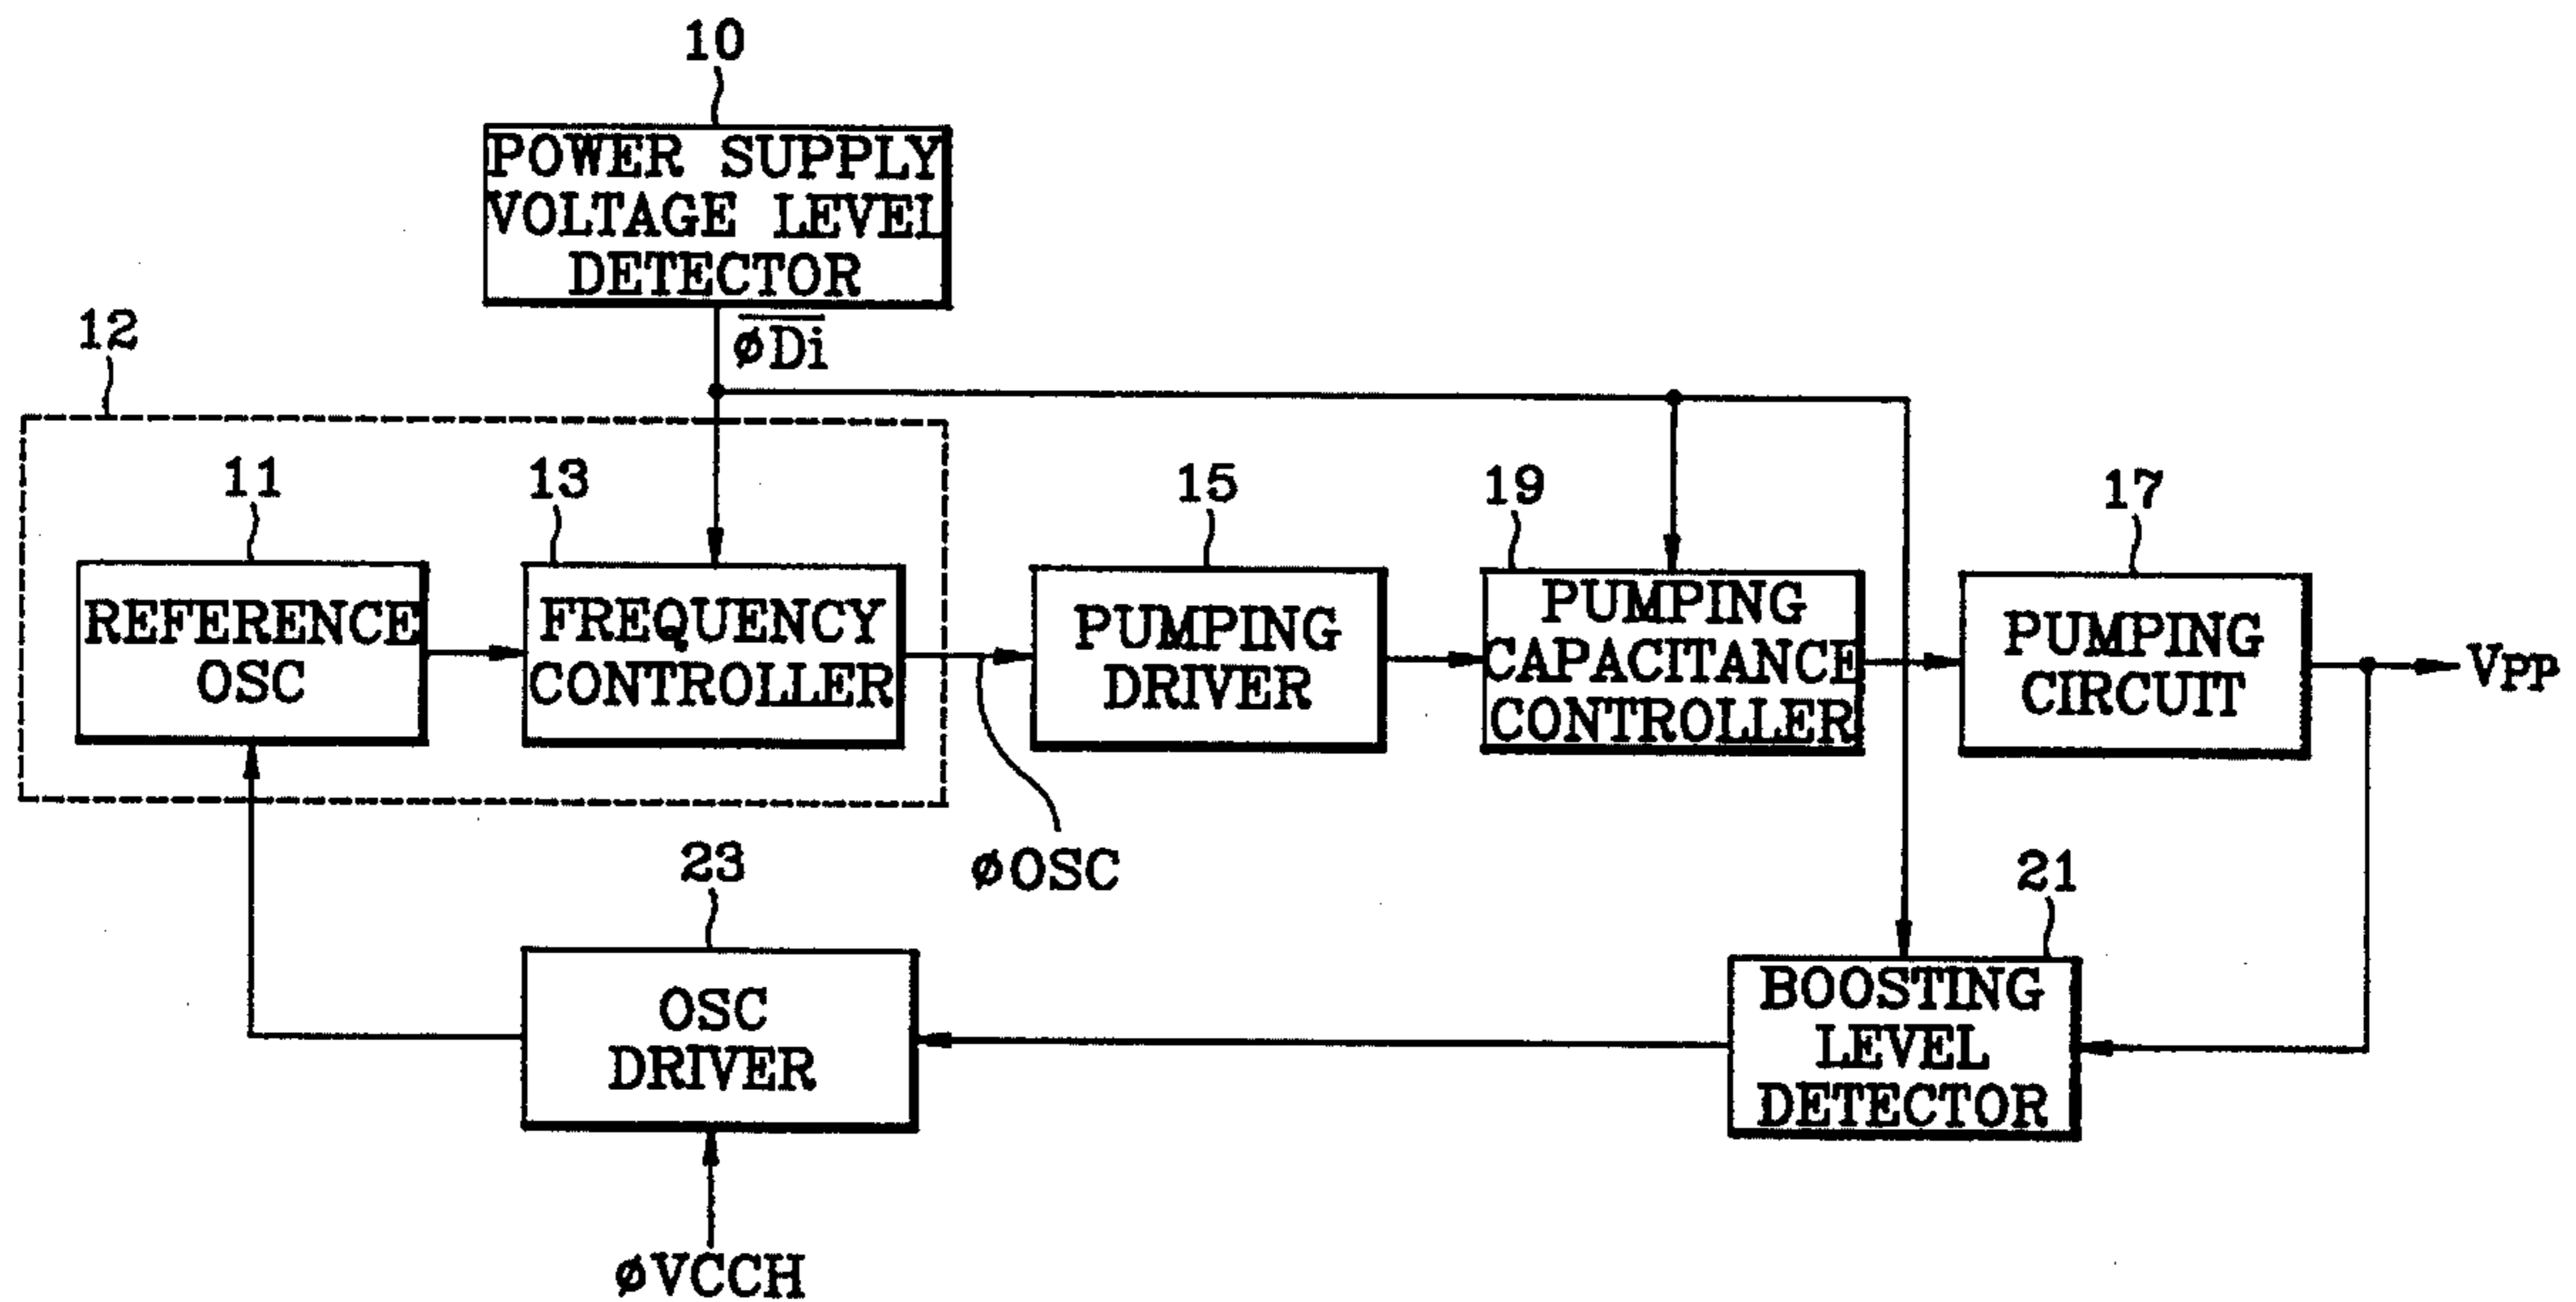 10
POWER SUPPLY
VOLTAGE LEVEL
DETECTOR
12
φDi
11
13
15
19
17
REFERENCE
OSC
FREQUENCY
CONTROLLER
PUMPING
DRIVER
PUMPING
CAPACITANCE
CONTROLLER
PUMPING
CIRCUIT
VPP
φOSC
23
21
OSC
DRIVER
BOOSTING
LEVEL
DETECTOR
φVCCH